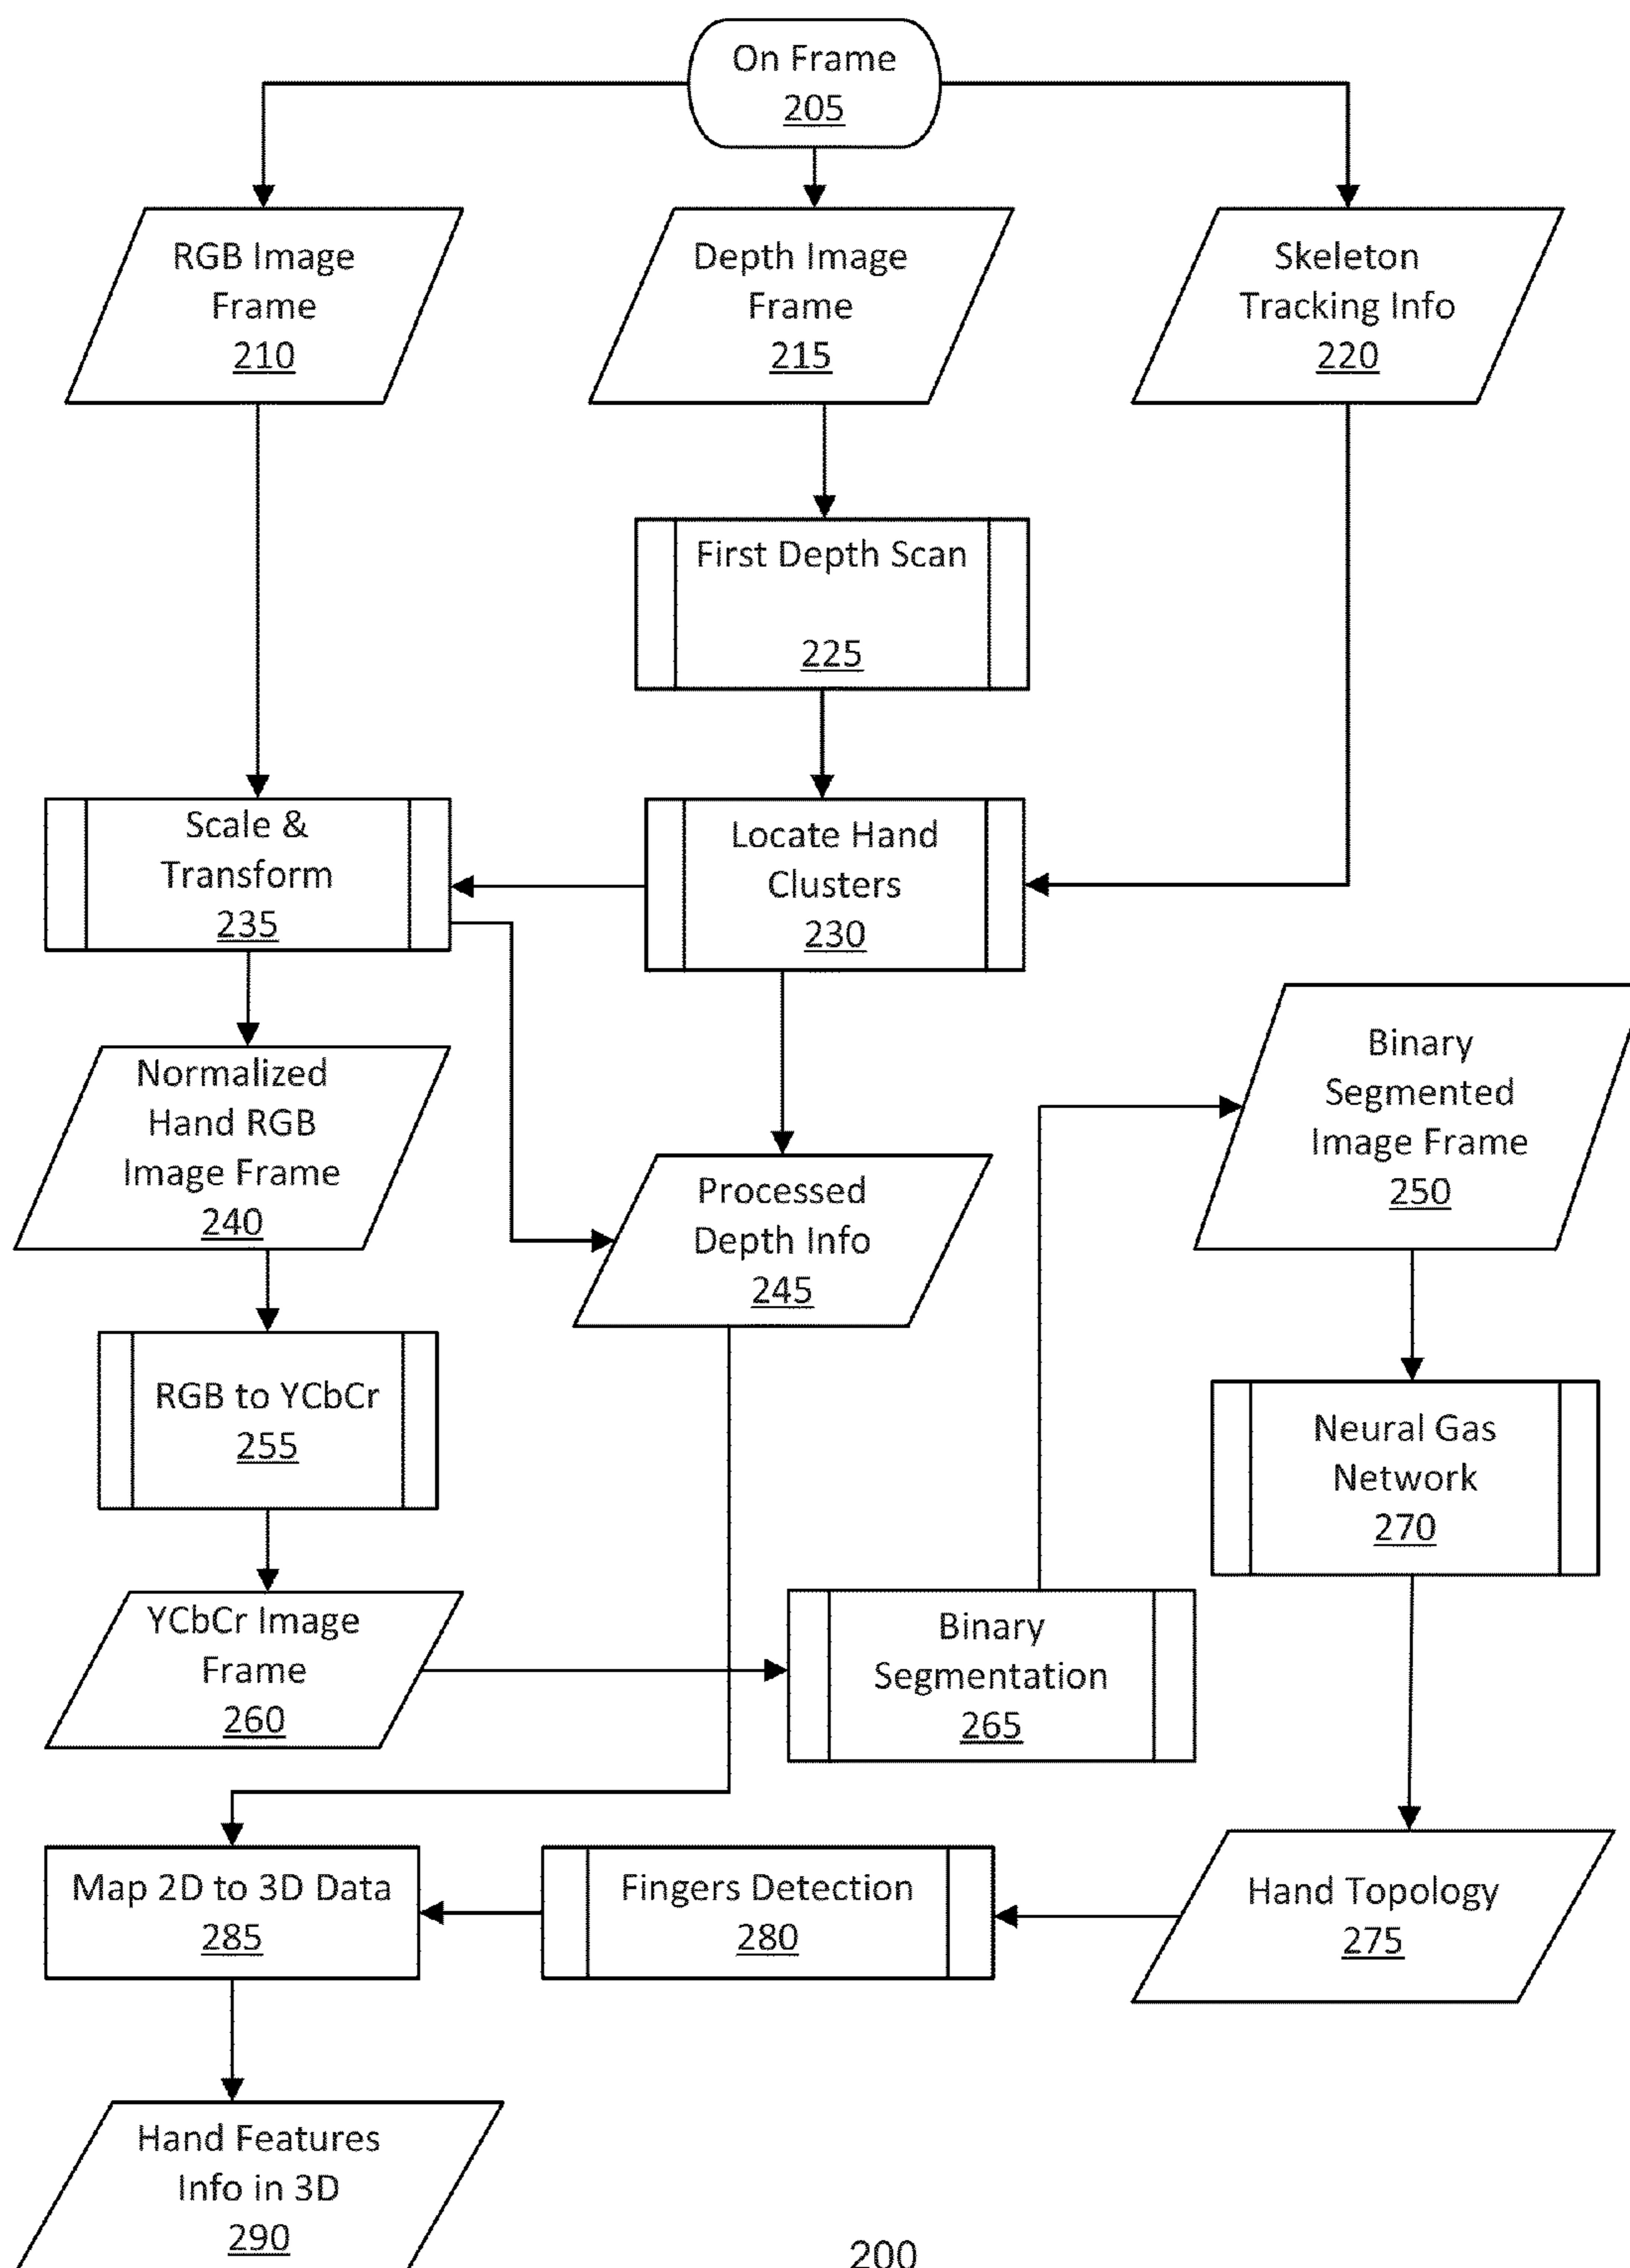 On Frame
205
RGB Image
Frame
210
Depth Image
Frame
215
Skeleton
Tracking Info
220
First Depth Scan
225
Scale &
Transform
235
Locate Hand
Clusters
230
Normalized
Hand RGB
Image Frame
240
Processed
Depth Info
245
Binary
Segmented
Image Frame
250
RGB to YCbCr
255
Neural Gas
Network
270
YCbCr Image
Frame
260
Binary
Segmentation
265
Map 2D to 3D Data
285
Fingers Detection
280
Hand Topology
275
Hand Features
Info in 3D
290
200